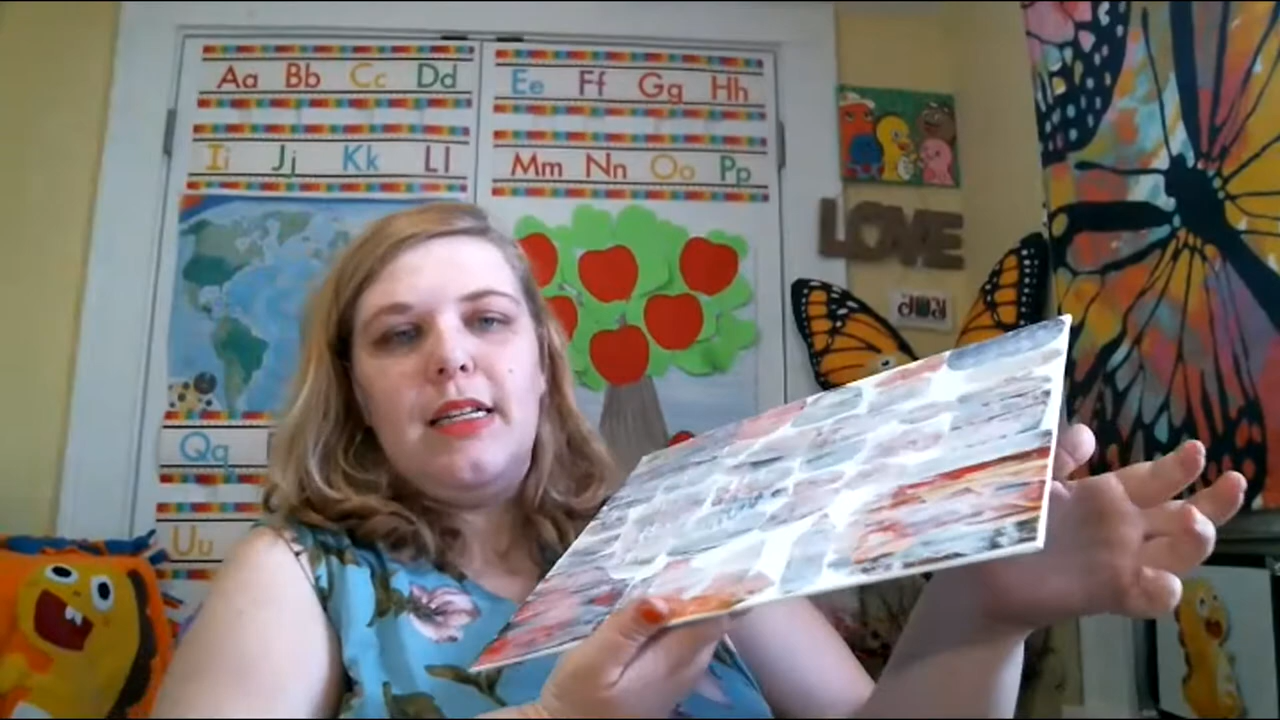 Aa Bb Cc Dd
Ee Ff Gg Hh
Ii Jj Kk Ll
Mm Nn Oo Pp
LOVE
JOY
Qq
Uu